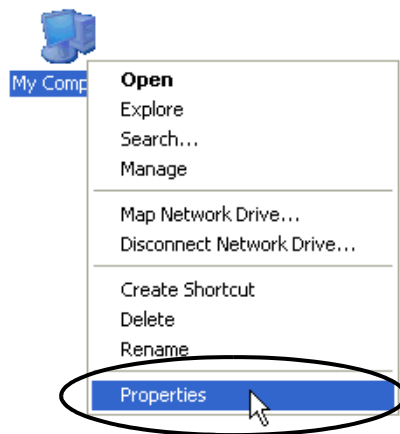 My Comp
Open
Explore
Search...
Manage
Map Network Drive...
Disconnect Network Drive...
Create Shortcut
Delete
Rename
Properties